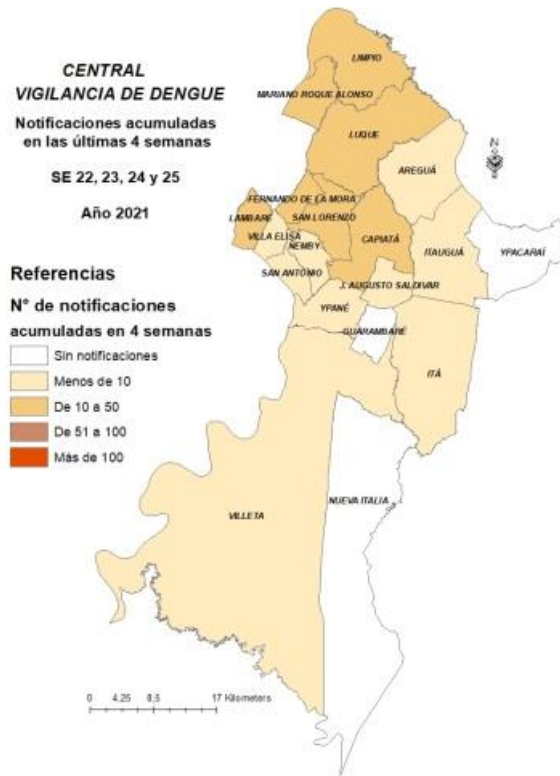 CENTRAL
VIGILANCIA DE DENGUE
Notificaciones acumuladas
en las últimas 4 semanas
SE 22, 23, 24 y 25
Año 2021
LIMPIO
MARIANO ROQUE ALONSO
LUQUE
N
AREGUÁ
FERNANDO DE LA MORA
LAMBARÉ
SAN LORENZO
VILLA ELISA
ÑEMBY
CAPIATÁ
ITAUGUÁ
YPACARAÍ
SAN ANTONIO
J. AUGUSTO SALDIVAR
YPANÉ
GUARAMBARÉ
ITÁ
Referencias
N° de notificaciones
acumuladas en 4 semanas
Sin notificaciones
Menos de 10
De 10 a 50
De 51 a 100
Más de 100
NUEVA ITALIA
VILLETA
0 4,25 8,5 17 Kilometers